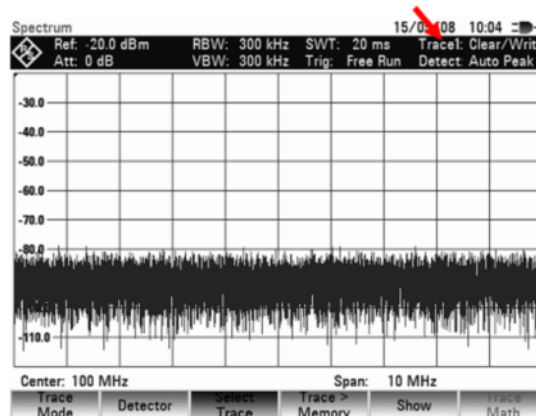 Spectrum 15/05/08 10:04
Ref: -20.0 dBm RBW: 300 kHz SWT: 20 ms Trace1: Clear/Writ
Att: 0 dB VBW: 300 kHz Trig: Free Run Detect: Auto Peak
-30.0
-40.0
-50.0
-60.0
-70.0
-80.0
-110.0
Center: 100 MHz Span: 10 MHz
Trace Mode Detector Select Trace Trace > Memory Show Trace Math